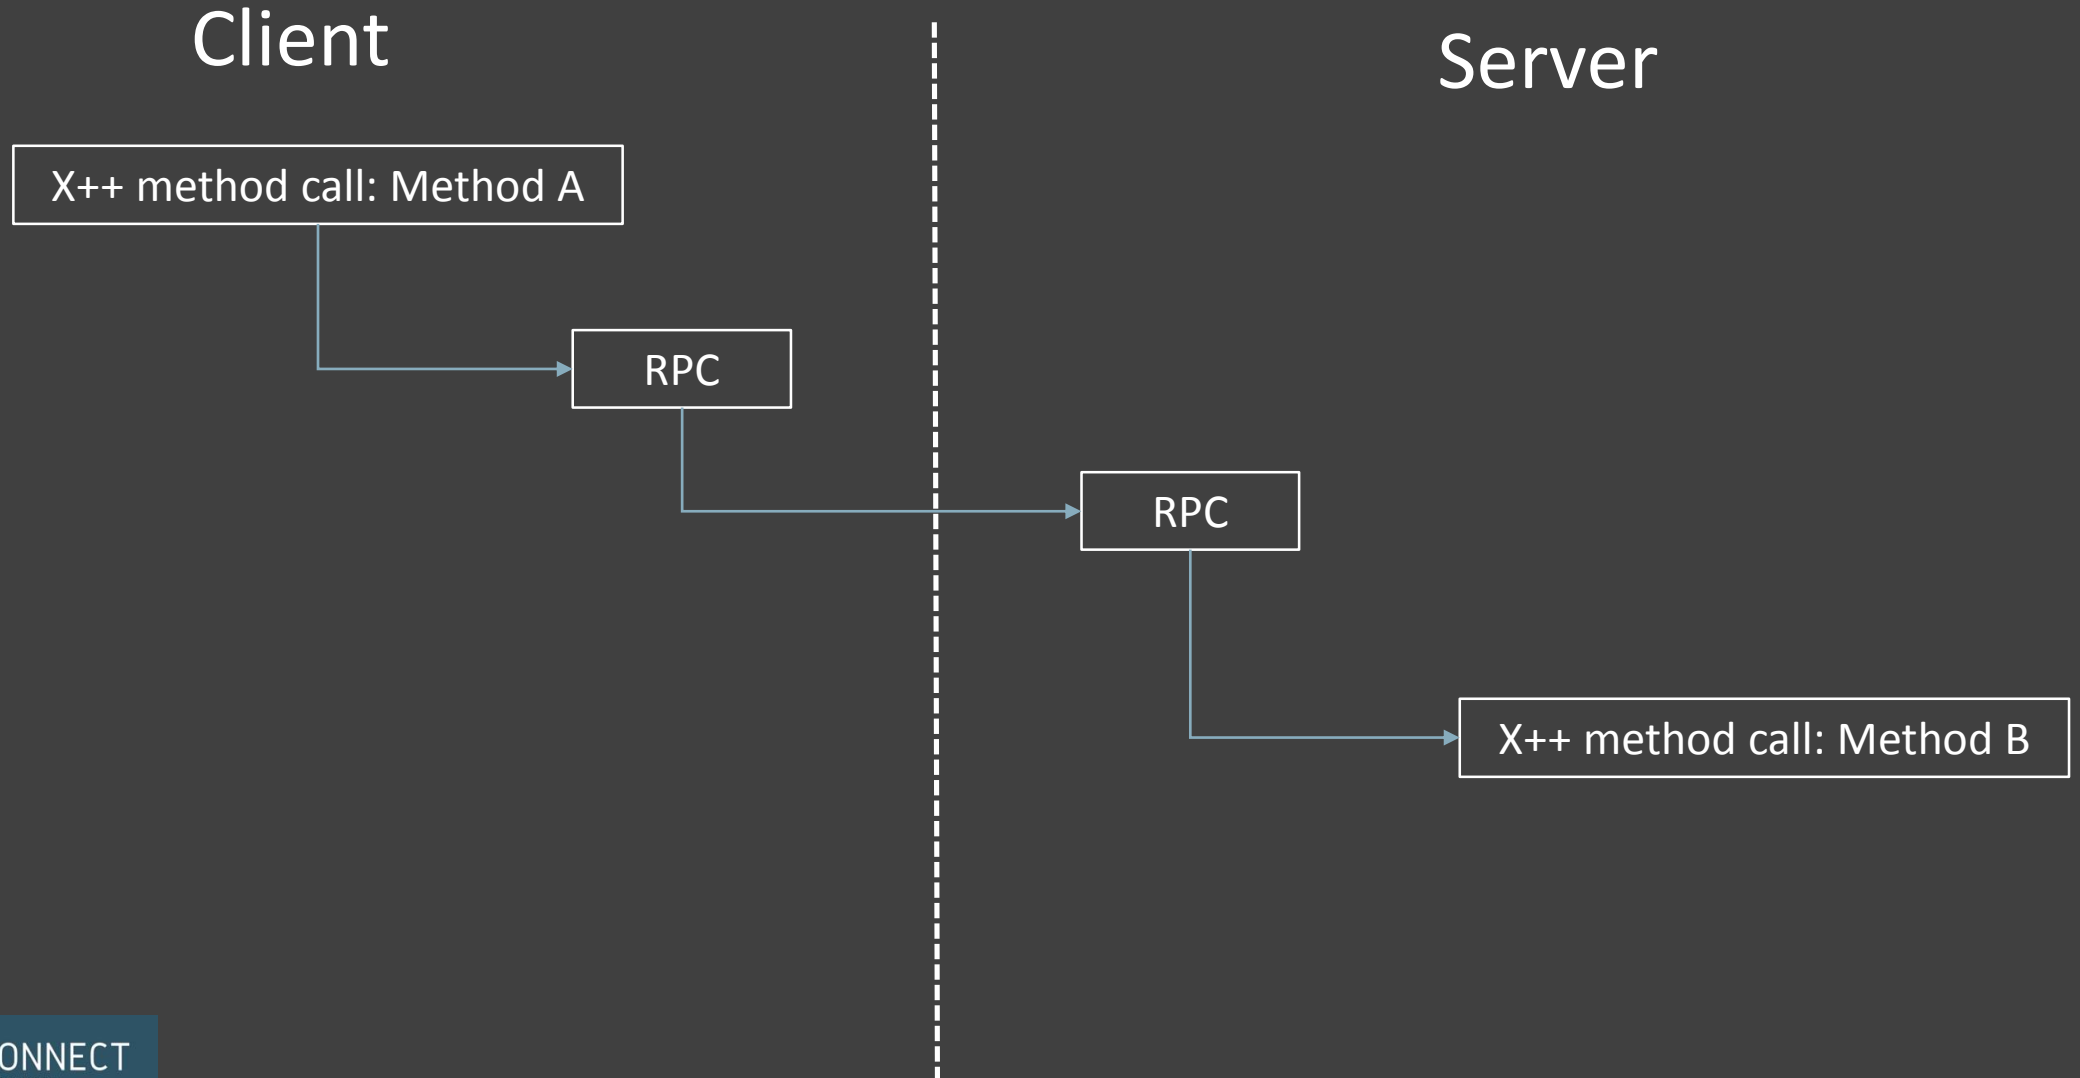 Client
Server
X++ method call: Method A
RPC
RPC
X++ method call: Method B
ONNECT